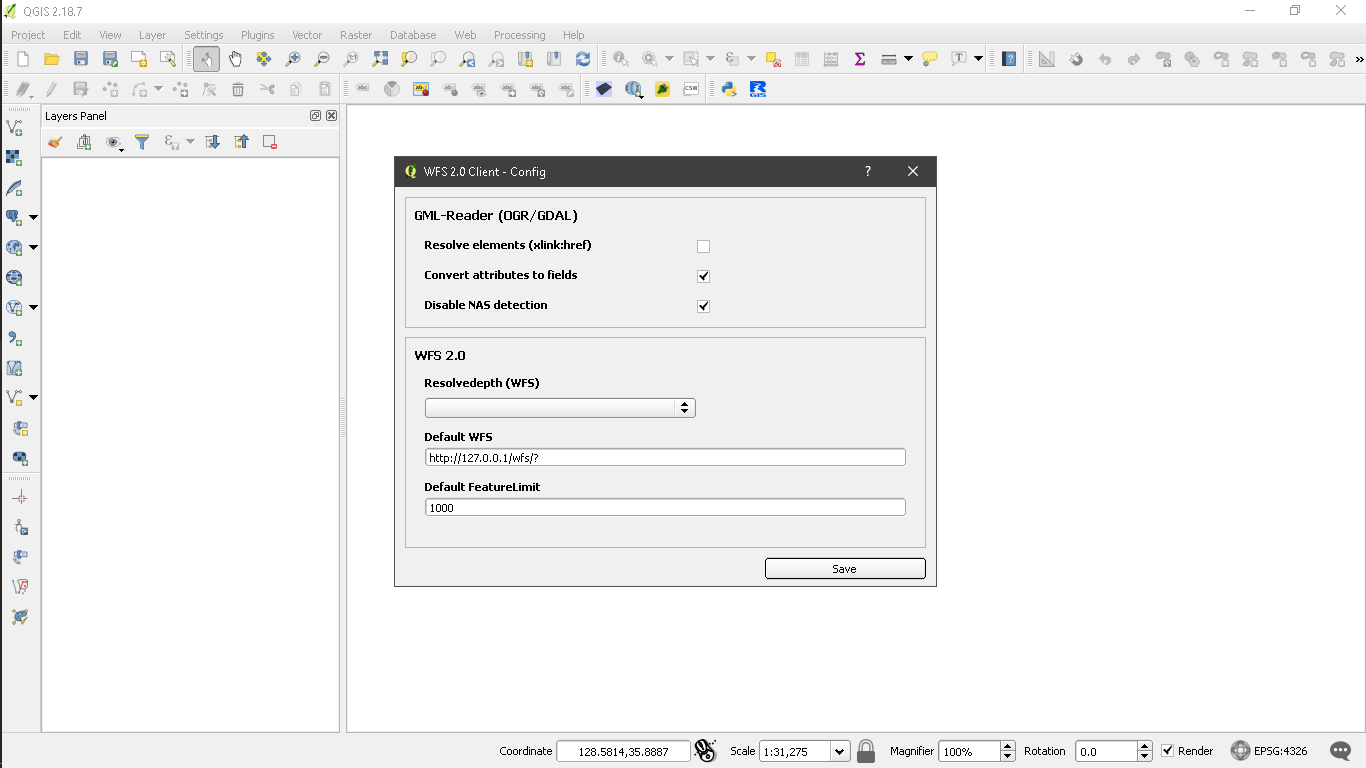 QGIS 2.18.7
Project Edit View Layer Settings Plugins Vector Raster Database Web Processing Help
CSW
GIS
Layers Panel
WFS 2.0 Client - Config
?
GML-Reader (OGR/GDAL)
Resolve elements (xlink:href)
Convert attributes to fields
Disable NAS detection
WFS 2.0
Resolvedepth (WFS)
Default WFS
http://127.0.0.1/wfs/?
Default FeatureLimit
1000
Save
Coordinate 128.5814,35.8887 Scale 1:31,275 Magnifier 100% Rotation 0.0 Render EPSG:4326